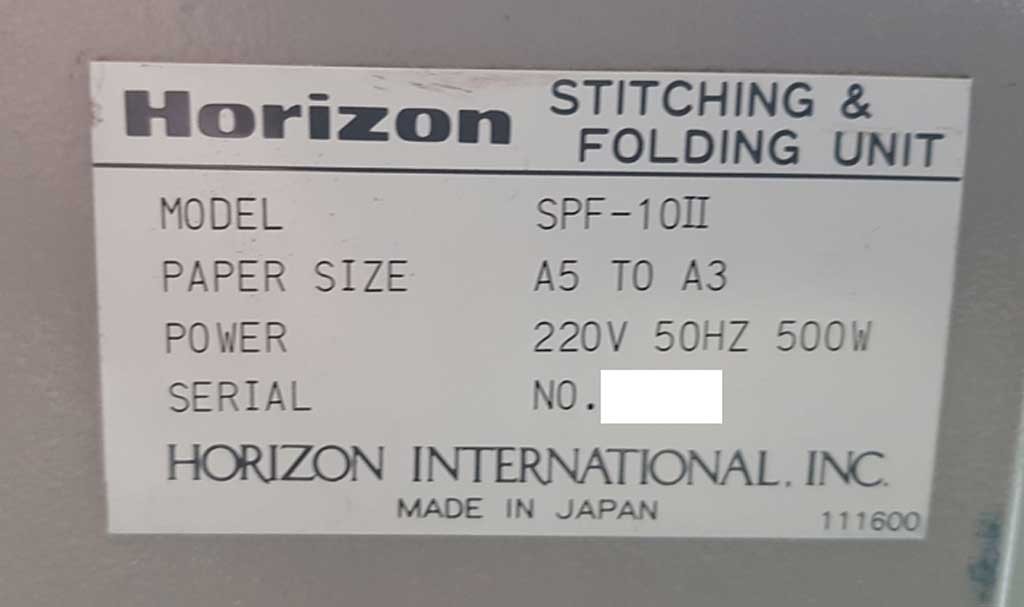 Horizon STITCHING &
FOLDING UNIT
MODEL SPF-10II
PAPER SIZE A5 TO A3
POWER 220V 50HZ 500W
SERIAL NO.
HORIZON INTERNATIONAL, INC.
MADE IN JAPAN
111600